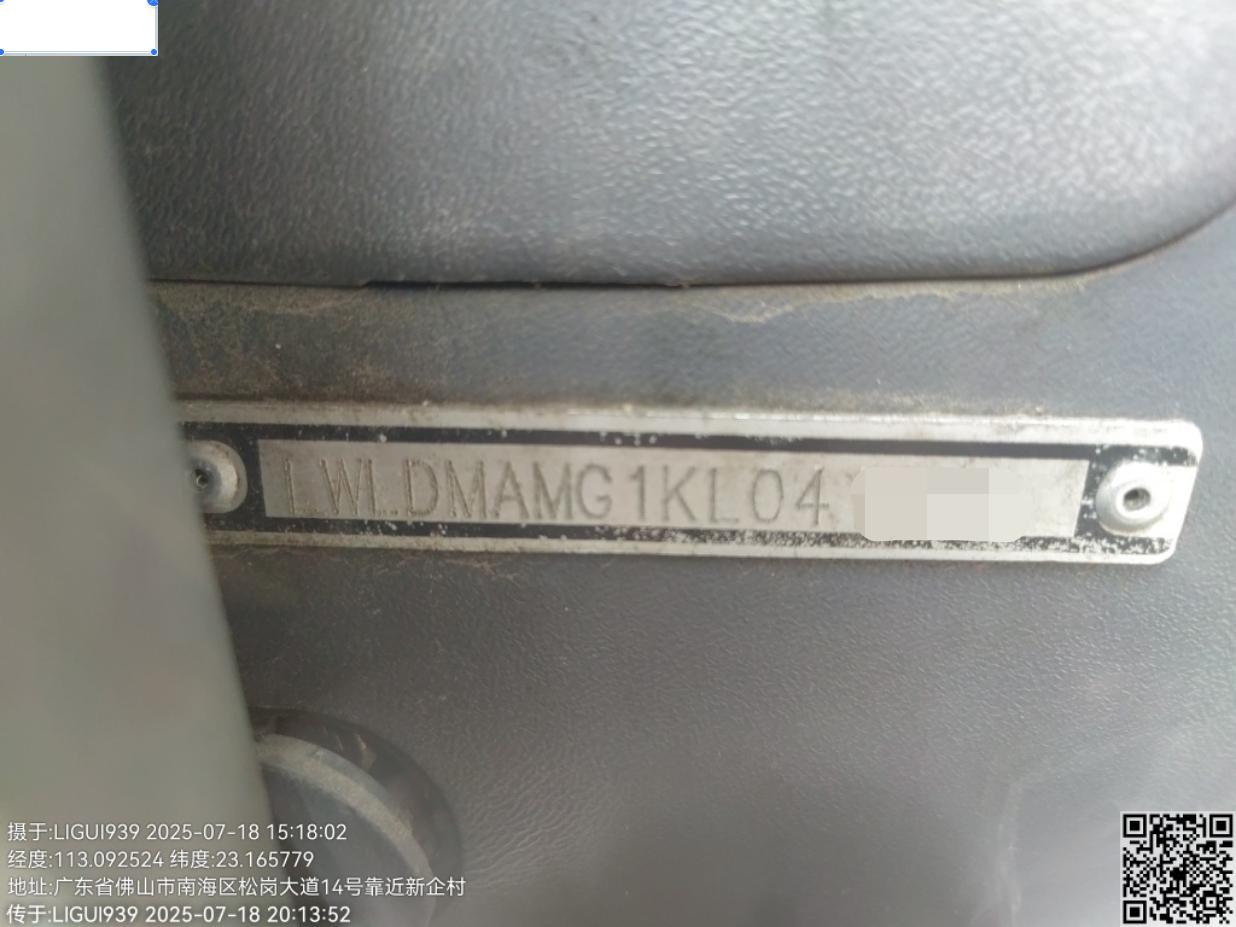 LWLDMAMG1KL04
摄于:LIGUI939 2025-07-18 15:18:02
经度:113.092524 纬度:23.165779
地址:广东省佛山市南海区松岗大道14号靠近新企村
传于:LIGUI939 2025-07-18 20:13:52